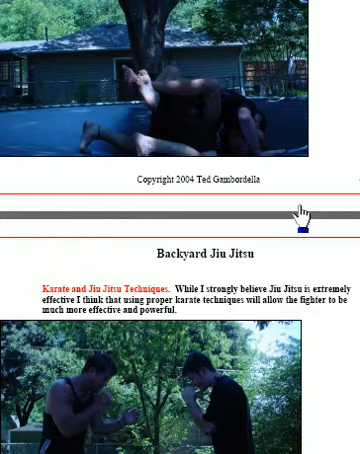 Copyright 2004 Ted Gambordella
Backyard Jiu Jitsu
Karate and Jiu Jitsu Techniques. While I strongly believe Jiu Jitsu is extremely
effective I think that using proper karate techniques will allow the fighter to be
much more effective and powerful.